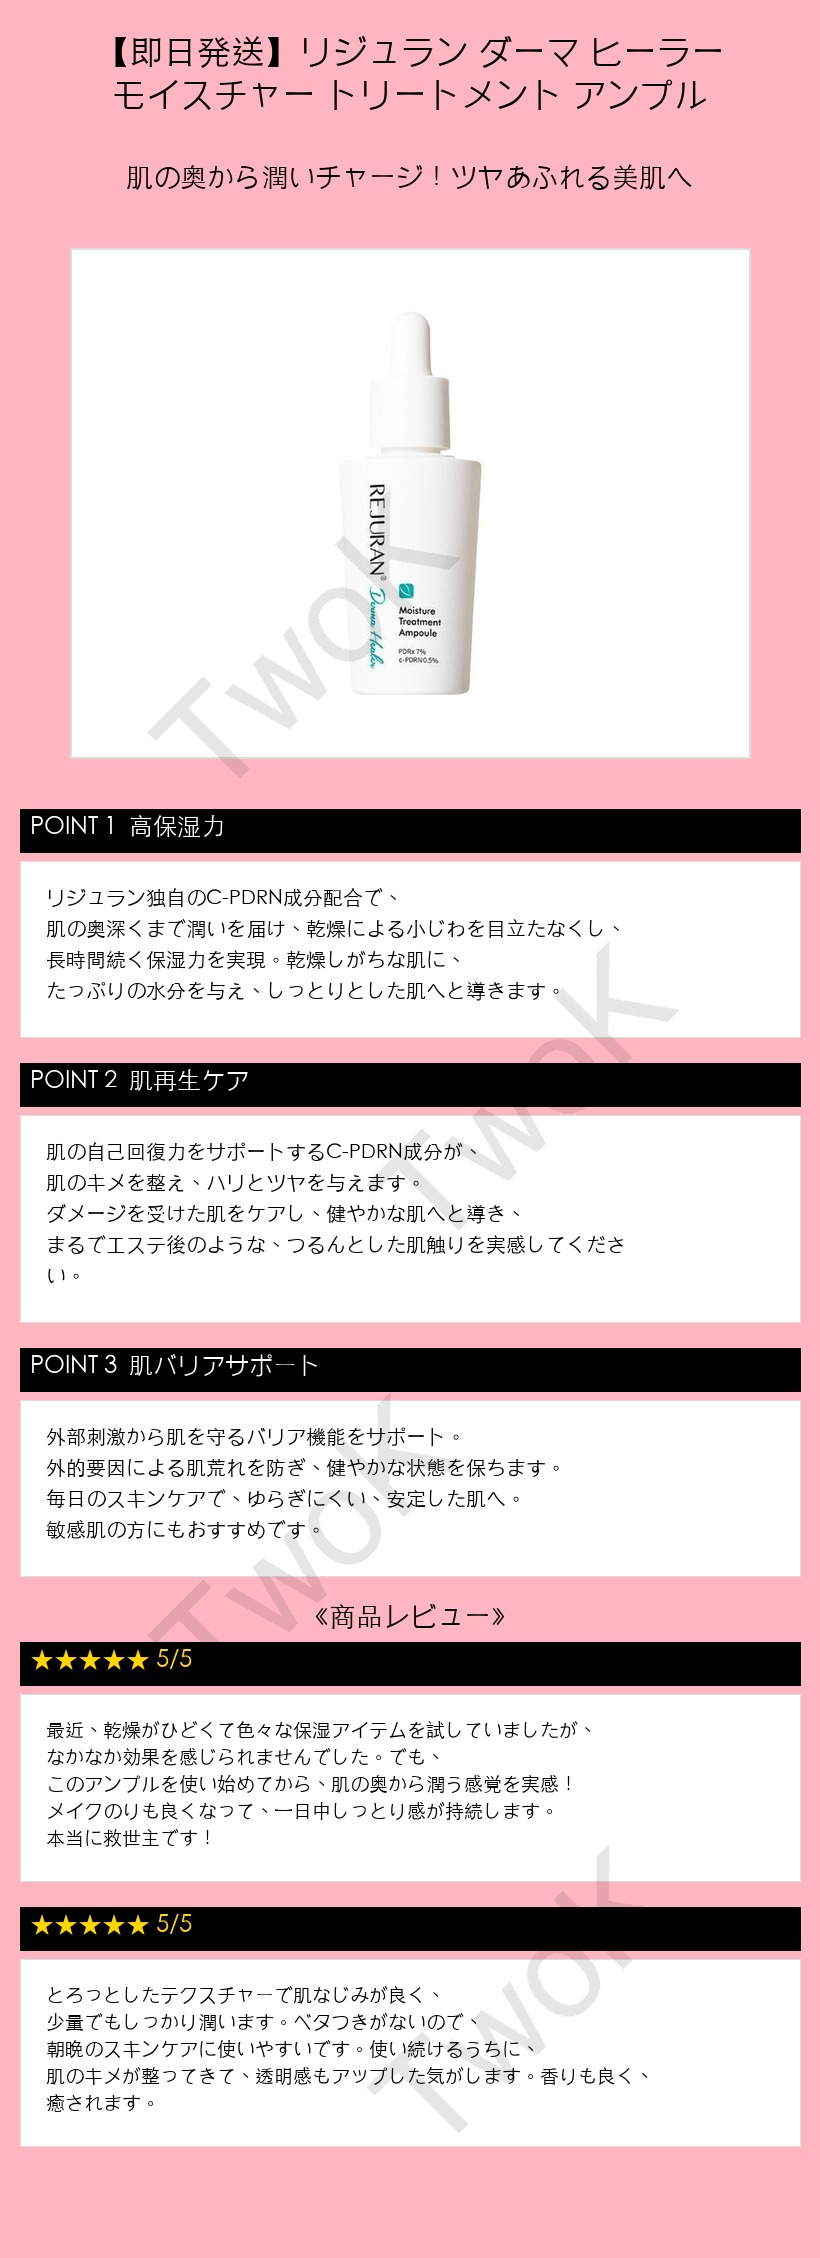 【即日発送】リジュラン ダーマ ヒーラー
モイスチャー トリートメント アンプル
肌の奥から潤いチャージ！ツヤあふれる美肌へ
REJURAN®
Derma Healer
Moisture
Treatment
Ampoule
PDRx 7%
c-PDRN 0.5%
TwoK
POINT 1 高保湿力
リジュラン独自のC-PDRN成分配合で、
肌の奥深くまで潤いを届け、乾燥による小じわを目立たなくし、
長時間続く保湿力を実現。乾燥しがちな肌に、
たっぷりの水分を与え、しっとりとした肌へと導きます。
TwoK
POINT 2 肌再生ケア
肌の自己回復力をサポートするC-PDRN成分が、
肌のキメを整え、ハリとツヤを与えます。
ダメージを受けた肌をケアし、健やかな肌へと導き、
まるでエステ後のような、つるんとした肌触りを実感してくださ
い。
POINT 3 肌バリアサポート
外部刺激から肌を守るバリア機能をサポート。
外的要因による肌荒れを防ぎ、健やかな状態を保ちます。
毎日のスキンケアで、ゆらぎにくい、安定した肌へ。
敏感肌の方にもおすすめです。
TwoK
《商品レビュー》
★★★★★ 5/5
最近、乾燥がひどくて色々な保湿アイテムを試していましたが、
なかなか効果を感じられませんでした。でも、
このアンプルを使い始めてから、肌の奥から潤う感覚を実感！
メイクのりも良くなって、一日中しっとり感が持続します。
本当に救世主です！
★★★★★ 5/5
とろっとしたテクスチャーで肌なじみが良く、
少量でもしっかり潤います。ベタつきがないので、
朝晩のスキンケアに使いやすいです。使い続けるうちに、
肌のキメが整ってきて、透明感もアップした気がします。香りも良く、
癒されます。
TwoK